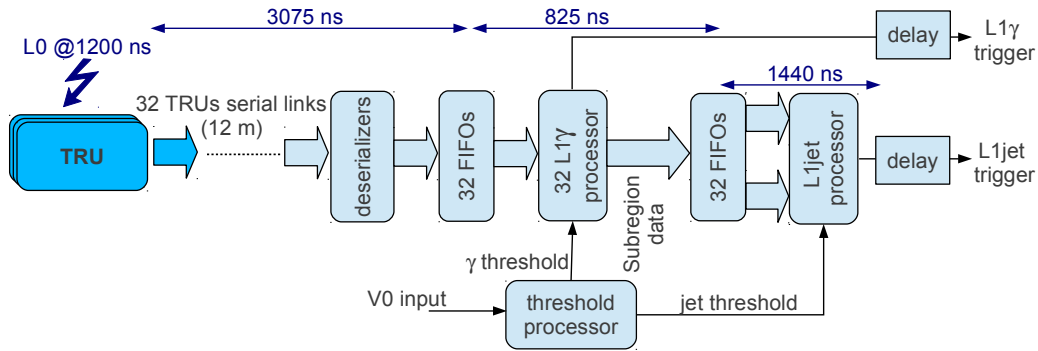 3075 ns
825 ns
L0 @1200 ns
delay
L1γ
trigger
1440 ns
32 TRUs serial links
(12 m)
TRU
deserializers
32 FIFOs
32 L1γ
processor
Subregion
data
32 FIFOs
L1jet
processor
delay
L1jet
trigger
γ threshold
V0 input
threshold
processor
jet threshold